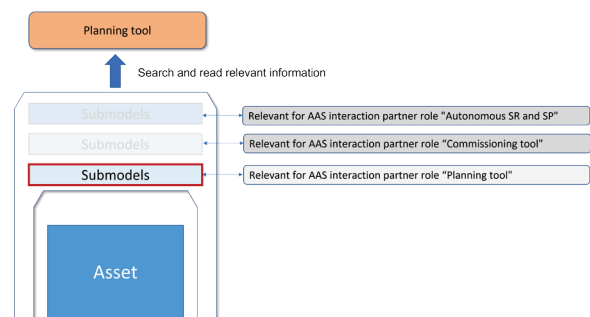 Planning tool
Search and read relevant information
Submodels
Relevant for AAS interaction partner role "Autonomous SR and SP"
Submodels
Relevant for AAS interaction partner role “Commissioning tool”
Submodels
Relevant for AAS interaction partner role “Planning tool”
Asset